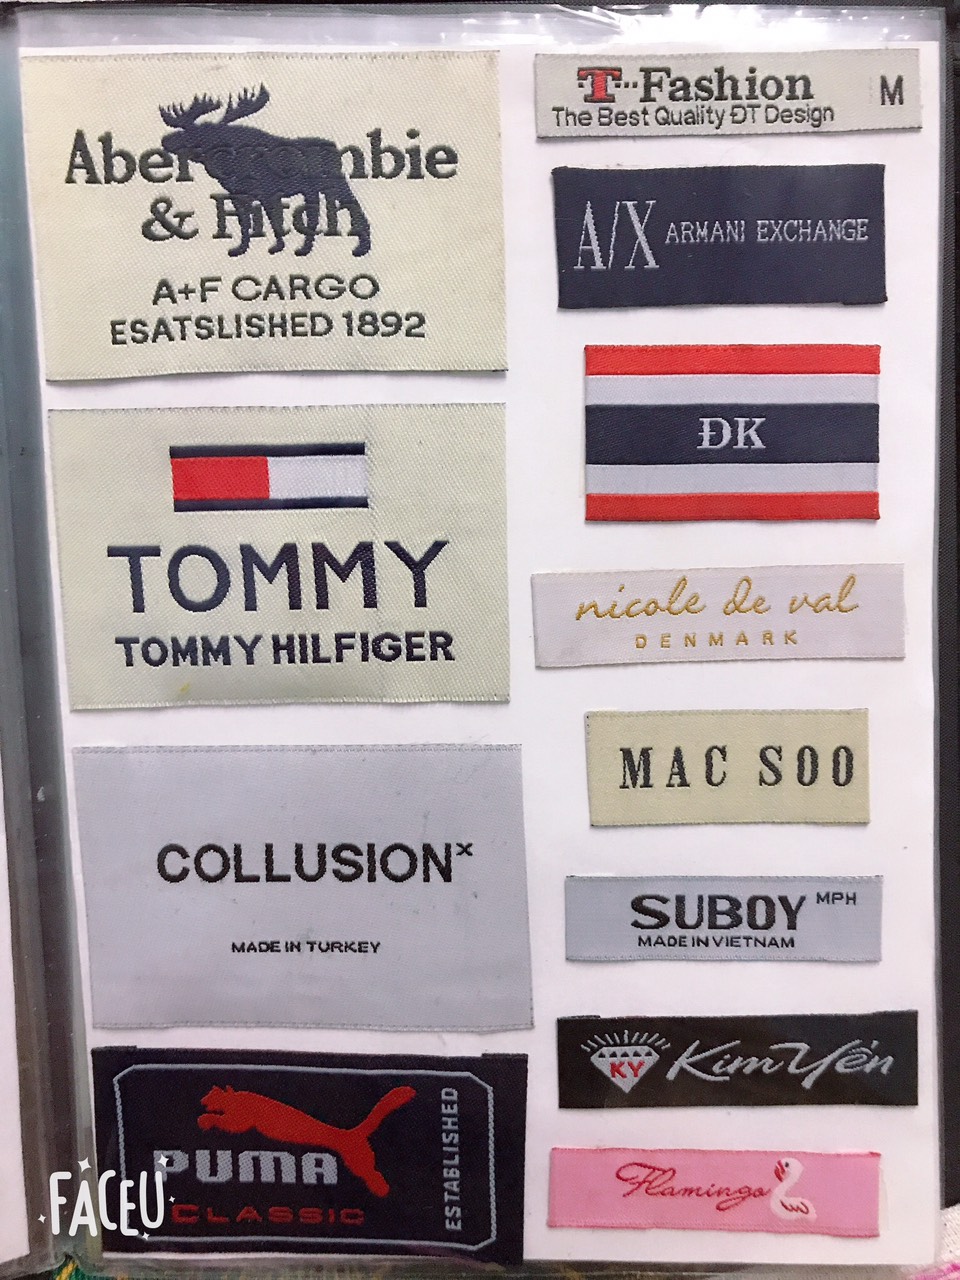 Abercrombie
& Fitch
A+F CARGO
ESATSLISHED 1892
TOMMY
TOMMY HILFIGER
COLLUSION×
MADE IN TURKEY
PUMA
CLASSIC
ESTABLISHED
T···Fashion M
The Best Quality ĐT Design
A/X ARMANI EXCHANGE
ĐK
nicole de val
DENMARK
MAC SOO
SUBOY MPH
MADE IN VIETNAM
KY Kim Yến
Flamingo
FACEU